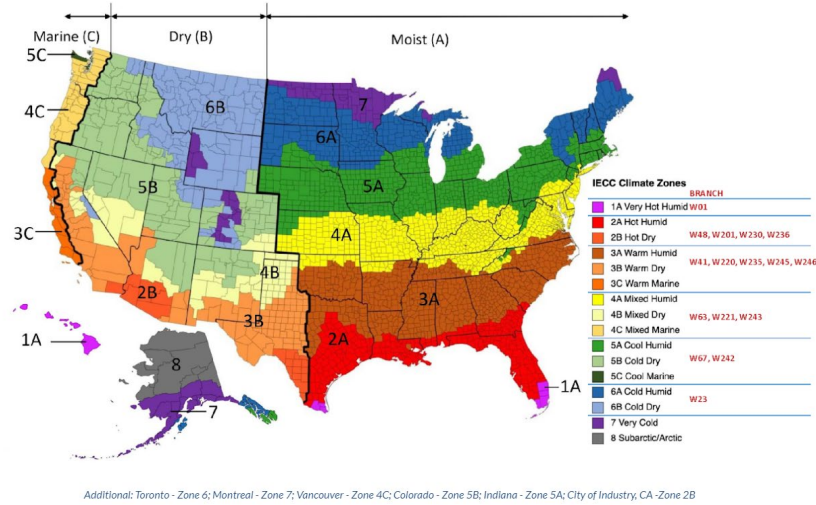 Marine (C)
Dry (B)
Moist (A)
5C
4C
3C
6B
5B
4B
2B
3B
7
6A
5A
4A
3A
2A
1A
1A
8
7
IECC Climate Zones
BRANCH
1A Very Hot Humid W01
2A Hot Humid
2B Hot Dry
W48, W201, W230, W236
3A Warm Humid
3B Warm Dry
W41, W220, W235, W245, W246
3C Warm Marine
4A Mixed Humid
4B Mixed Dry
W63, W221, W243
4C Mixed Marine
5A Cool Humid
5B Cold Dry
W67, W242
5C Cool Marine
6A Cold Humid
W23
6B Cold Dry
7 Very Cold
8 Subarctic/Arctic
Additional: Toronto - Zone 6; Montreal - Zone 7; Vancouver - Zone 4C; Colorado - Zone 5B; Indiana - Zone 5A; City of Industry, CA -Zone 2B